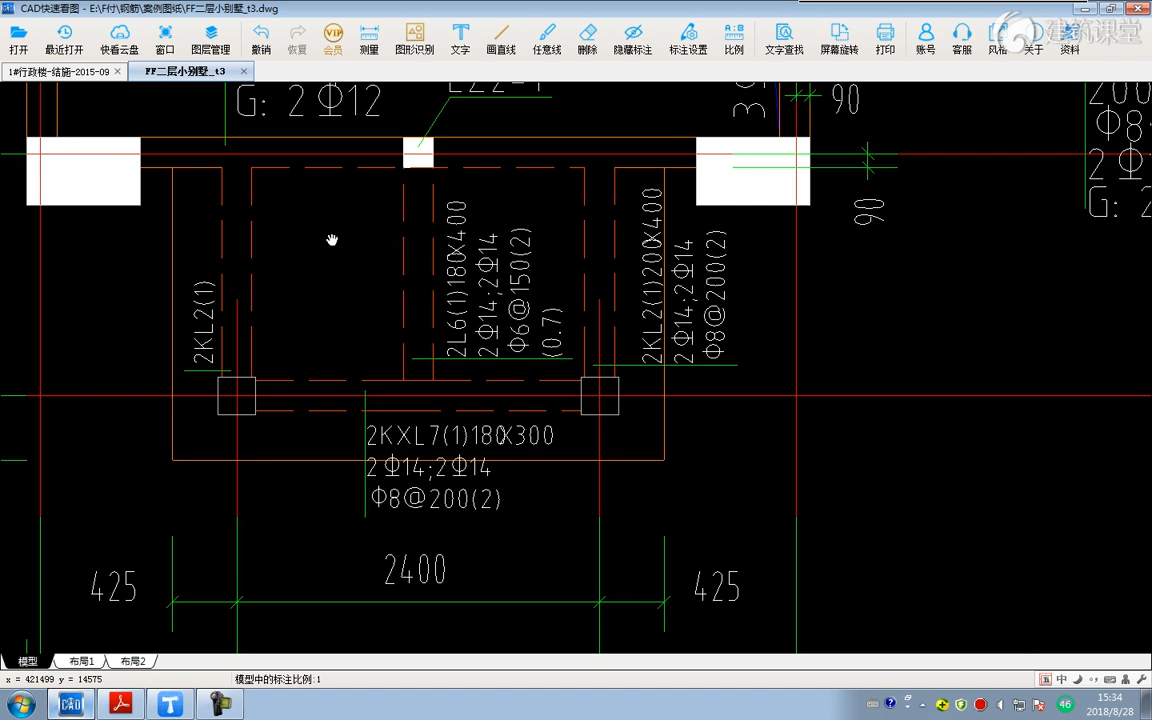 CAD快速看图 - E:\F付\钢筋\案例图纸\FF二层小别墅_t3.dwg
打开
最近打开
快看云盘
窗口
图层管理
撤销
恢复
会员
测量
图形识别
文字
画直线
任意线
删除
隐藏标注
标注设置
比例
文字查找
屏幕旋转
打印
账号
客服
风格
关于
资料
VIP
建筑课堂
1#行政楼-结施-2015-09
FF二层小别墅_t3
G: 2Φ12
90
200
Φ8
2Φ1
G: 2
90
2KL2(1)
2L6(1)180X400
2Φ14;2Φ14
Φ6@150(2)
(0.7)
2KL2(1)200X400
2Φ14;2Φ14
Φ8@200(2)
2KXL7(1)180X300
2Φ14;2Φ14
Φ8@200(2)
425
2400
425
模型
布局1
布局2
x = 421499 y = 14575
模型中的标注比例:1
中
CAD
46
15:34
2018/8/28